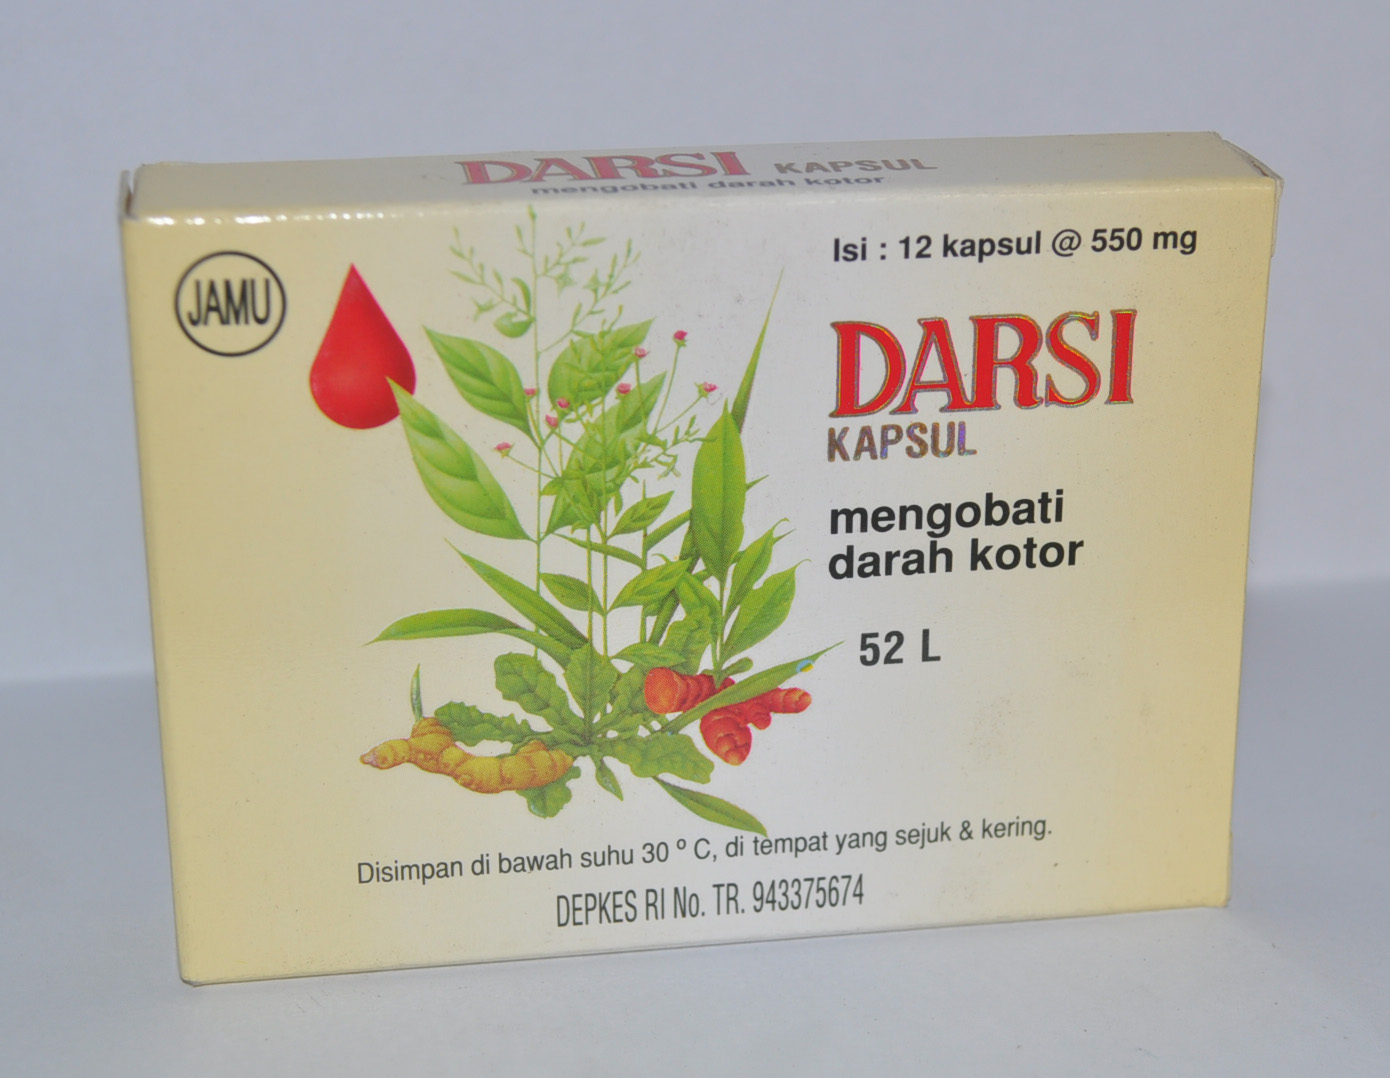 DARSI KAPSUL
mengobati darah kotor
JAMU
Isi : 12 kapsul @ 550 mg
DARSI
KAPSUL
mengobati
darah kotor
52 L
Disimpan di bawah suhu 30 º C, di tempat yang sejuk & kering.
DEPKES RI No. TR. 943375674